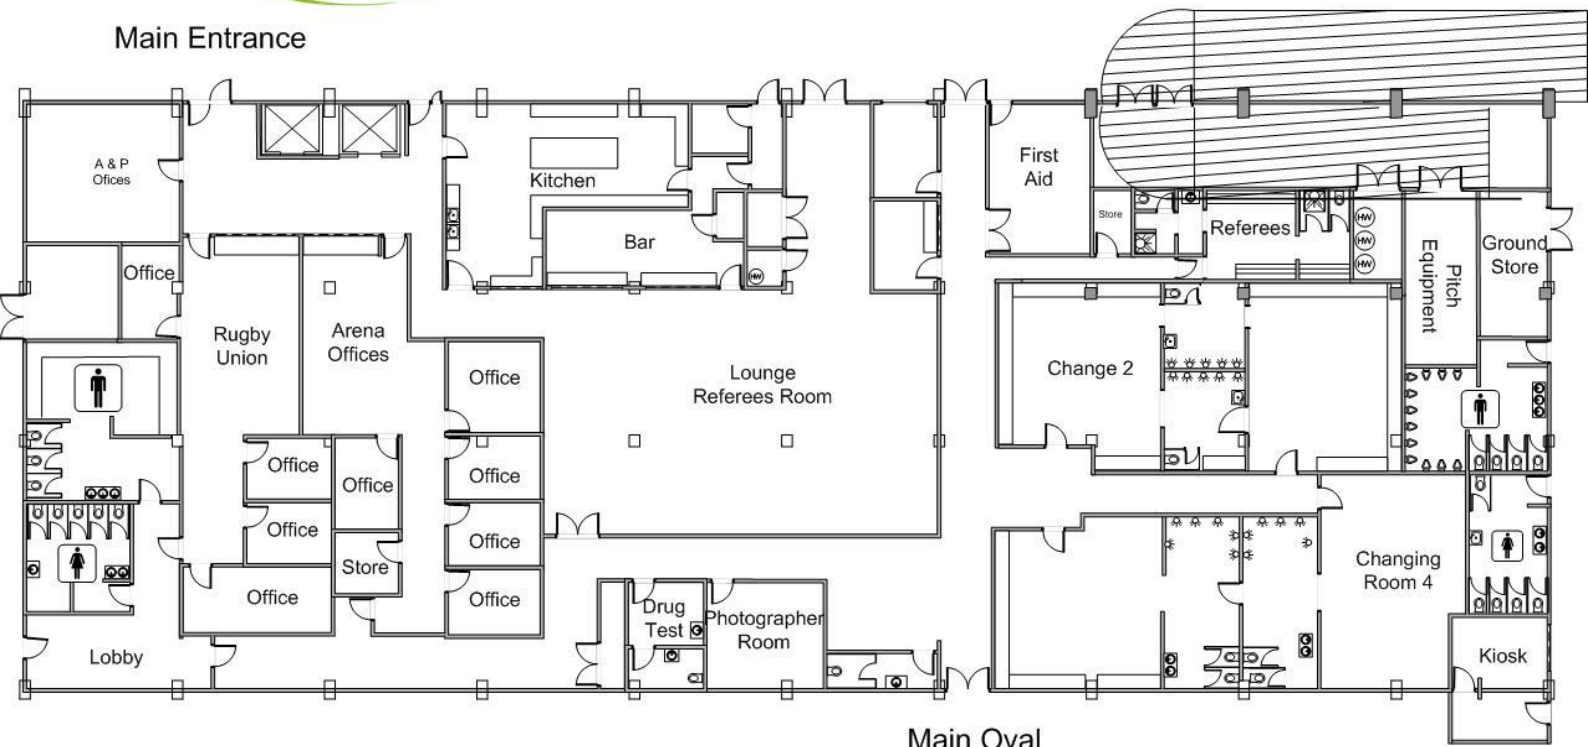 Main Entrance
A & P
Ofices
Kitchen
First
Aid
Store
Referees
HW
HW
HW
Bar
HW
Office
Ground
Store
Pitch
Equipment
Rugby
Union
Arena
Offices
Office
Lounge
Referees Room
Change 2
Office
Office
Office
Office
Office
Store
Office
Office
Office
Changing
Room 4
Drug
Test
Photographer
Room
Lobby
Kiosk
Main Oval